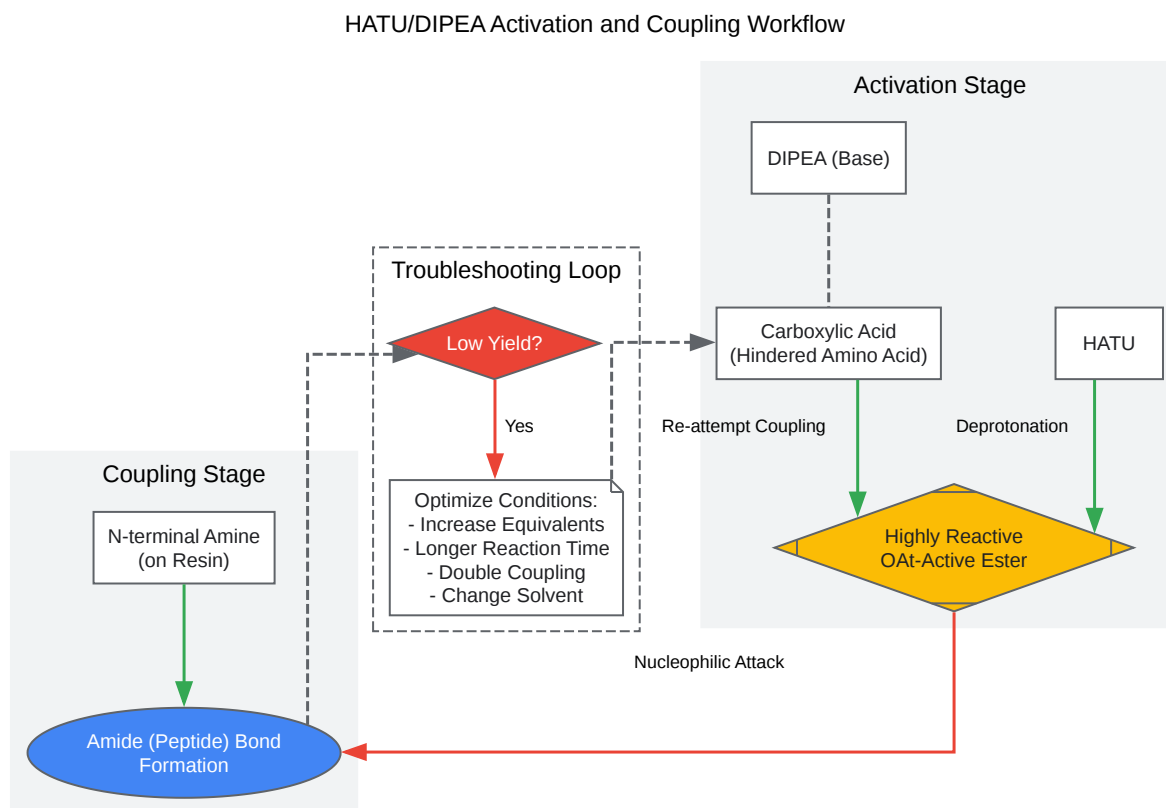 HATU/DIPEA Activation and Coupling Workflow
Activation Stage
DIPEA (Base)
Troubleshooting Loop
Low Yield?
Carboxylic Acid
(Hindered Amino Acid)
HATU
Yes
Re-attempt Coupling
Deprotonation
Coupling Stage
N-terminal Amine
(on Resin)
Optimize Conditions:
- Increase Equivalents
- Longer Reaction Time
- Double Coupling
- Change Solvent
Highly Reactive
OAt-Active Ester
Nucleophilic Attack
Amide (Peptide) Bond
Formation